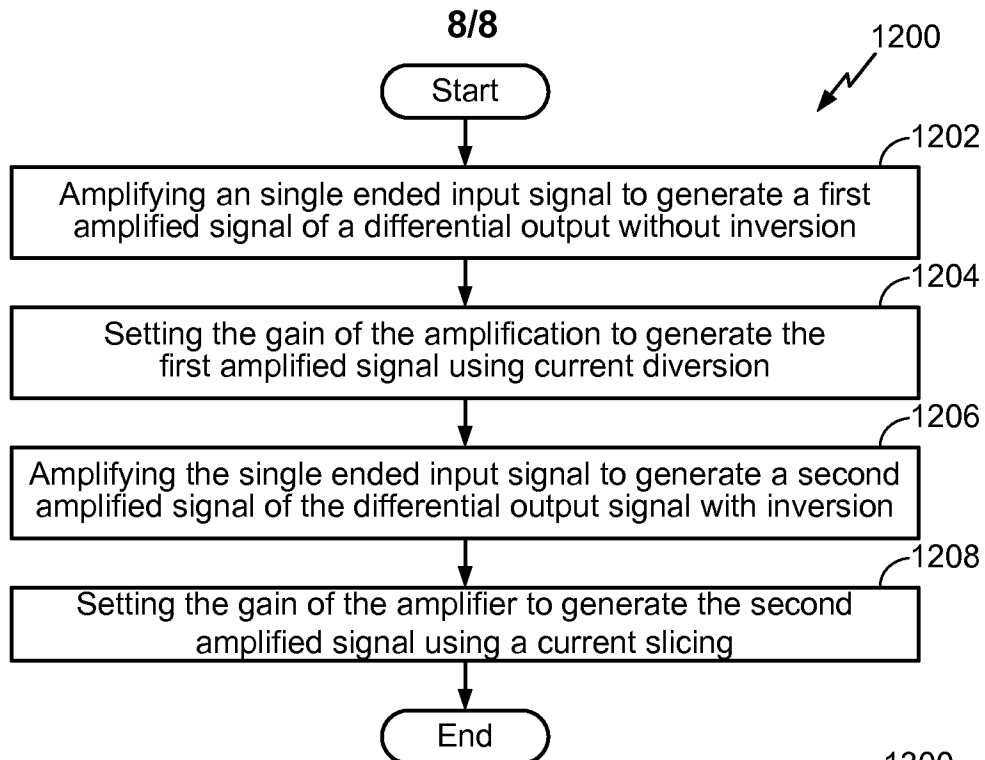 8/8
1200
Start
1202
Amplifying an single ended input signal to generate a first
amplified signal of a differential output without inversion
1204
Setting the gain of the amplification to generate the
first amplified signal using current diversion
1206
Amplifying the single ended input signal to generate a second
amplified signal of the differential output signal with inversion
1208
Setting the gain of the amplifier to generate the second
amplified signal using a current slicing
End